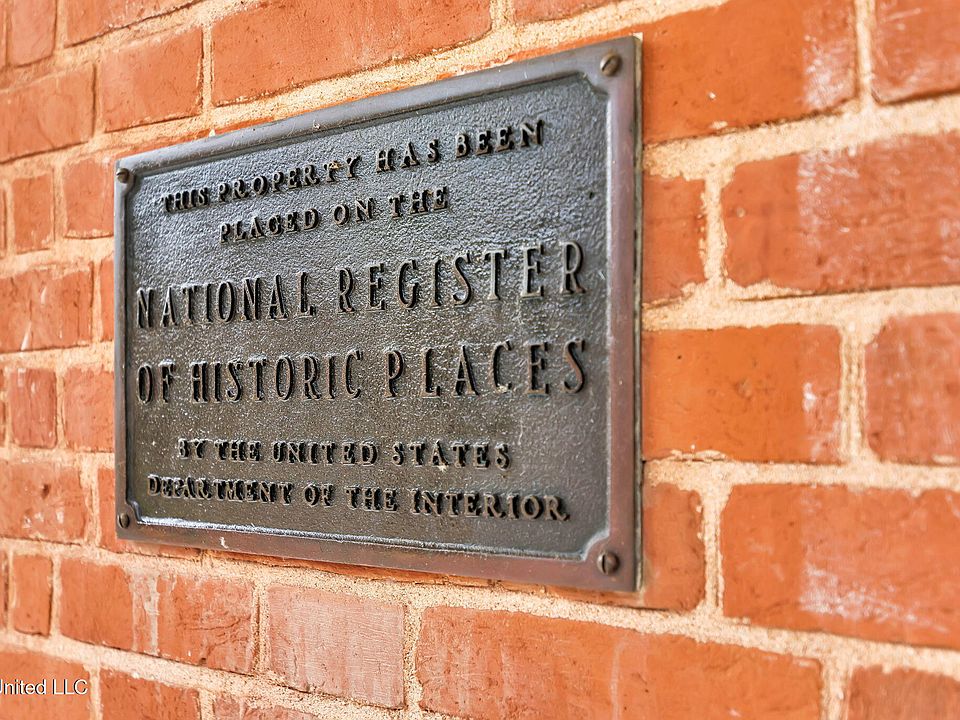 THIS PROPERTY HAS BEEN
PLACED ON THE
NATIONAL REGISTER
OF HISTORIC PLACES
BY THE UNITED STATES
DEPARTMENT OF THE INTERIOR
United LLC